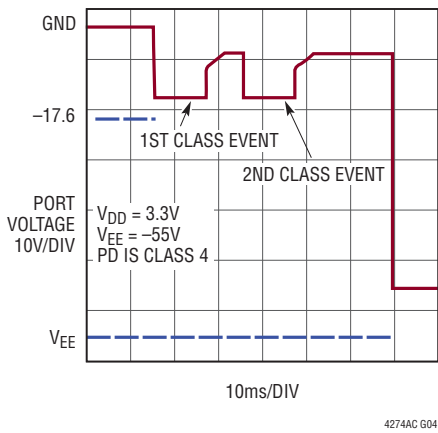 GND
–17.6
1ST CLASS EVENT
2ND CLASS EVENT
PORT
VOLTAGE
10V/DIV
VDD = 3.3V
VEE = –55V
PD IS CLASS 4
VEE
10ms/DIV
4274AC G04